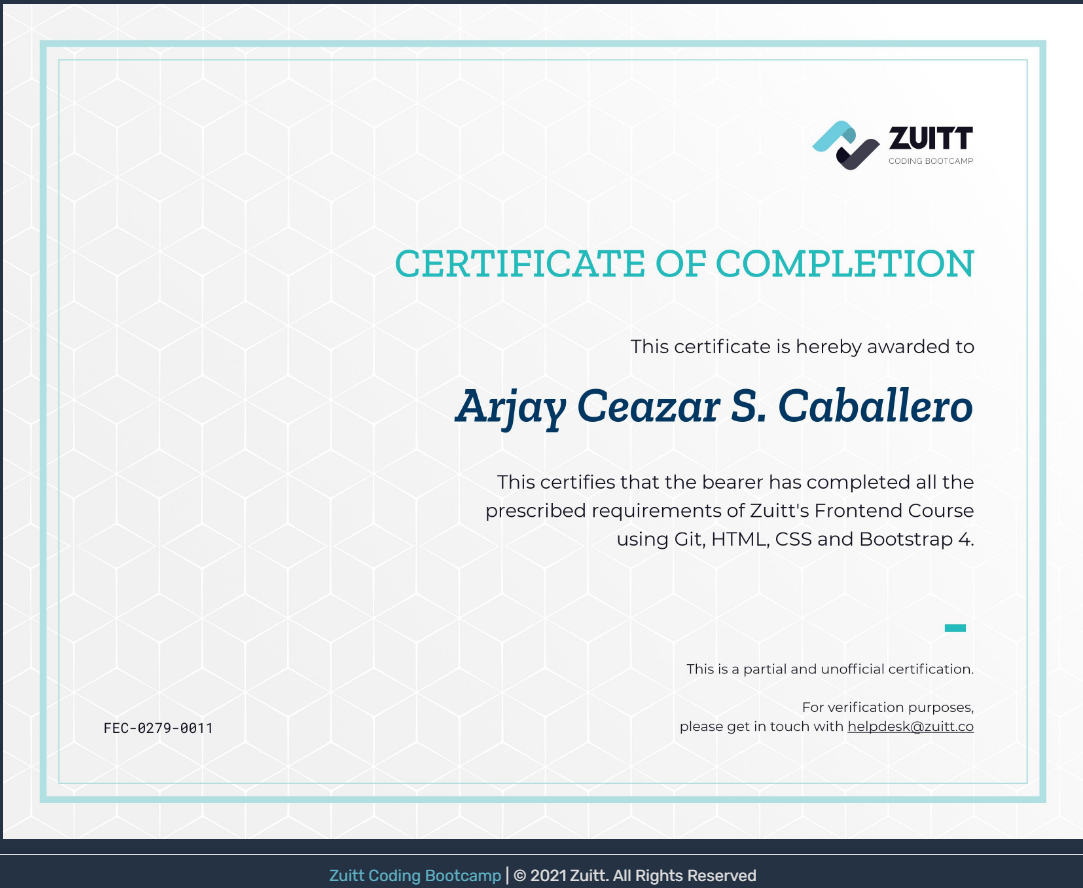 ZUITT
CODING BOOTCAMP
CERTIFICATE OF COMPLETION
This certificate is hereby awarded to
Arjay Ceazar S. Caballero
This certifies that the bearer has completed all the
prescribed requirements of Zuitt's Frontend Course
using Git, HTML, CSS and Bootstrap 4.
This is a partial and unofficial certification.
For verification purposes,
please get in touch with helpdesk@zuitt.co
FEC-0279-0011
Zuitt Coding Bootcamp | © 2021 Zuitt. All Rights Reserved